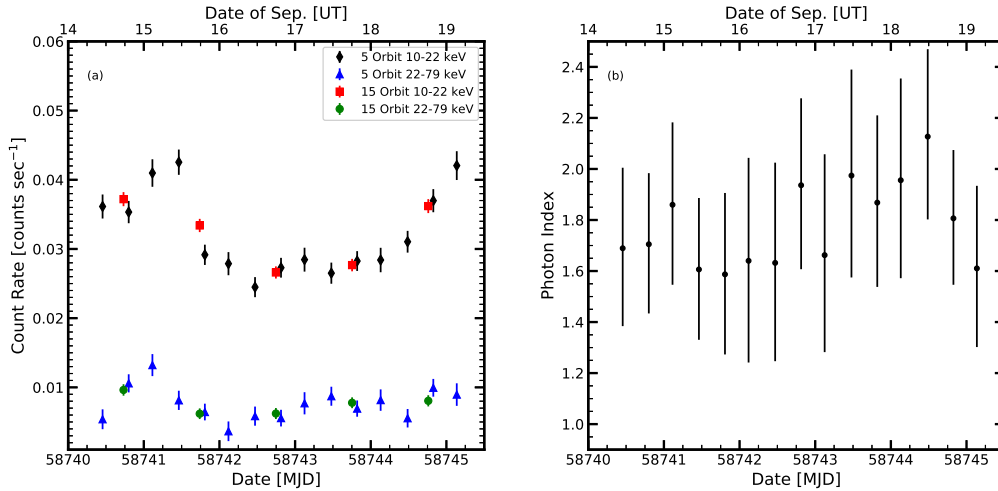 Date of Sep. [UT]
14 15 16 17 18 19
0.06
0.05
0.04
0.03
0.02
0.01
Count Rate [counts sec⁻¹]
(a)
5 Orbit 10-22 keV
5 Orbit 22-79 keV
15 Orbit 10-22 keV
15 Orbit 22-79 keV
58740 58741 58742 58743 58744 58745
Date [MJD]
Date of Sep. [UT]
14 15 16 17 18 19
2.4
2.2
2.0
1.8
1.6
1.4
1.2
1.0
Photon Index
(b)
58740 58741 58742 58743 58744 58745
Date [MJD]